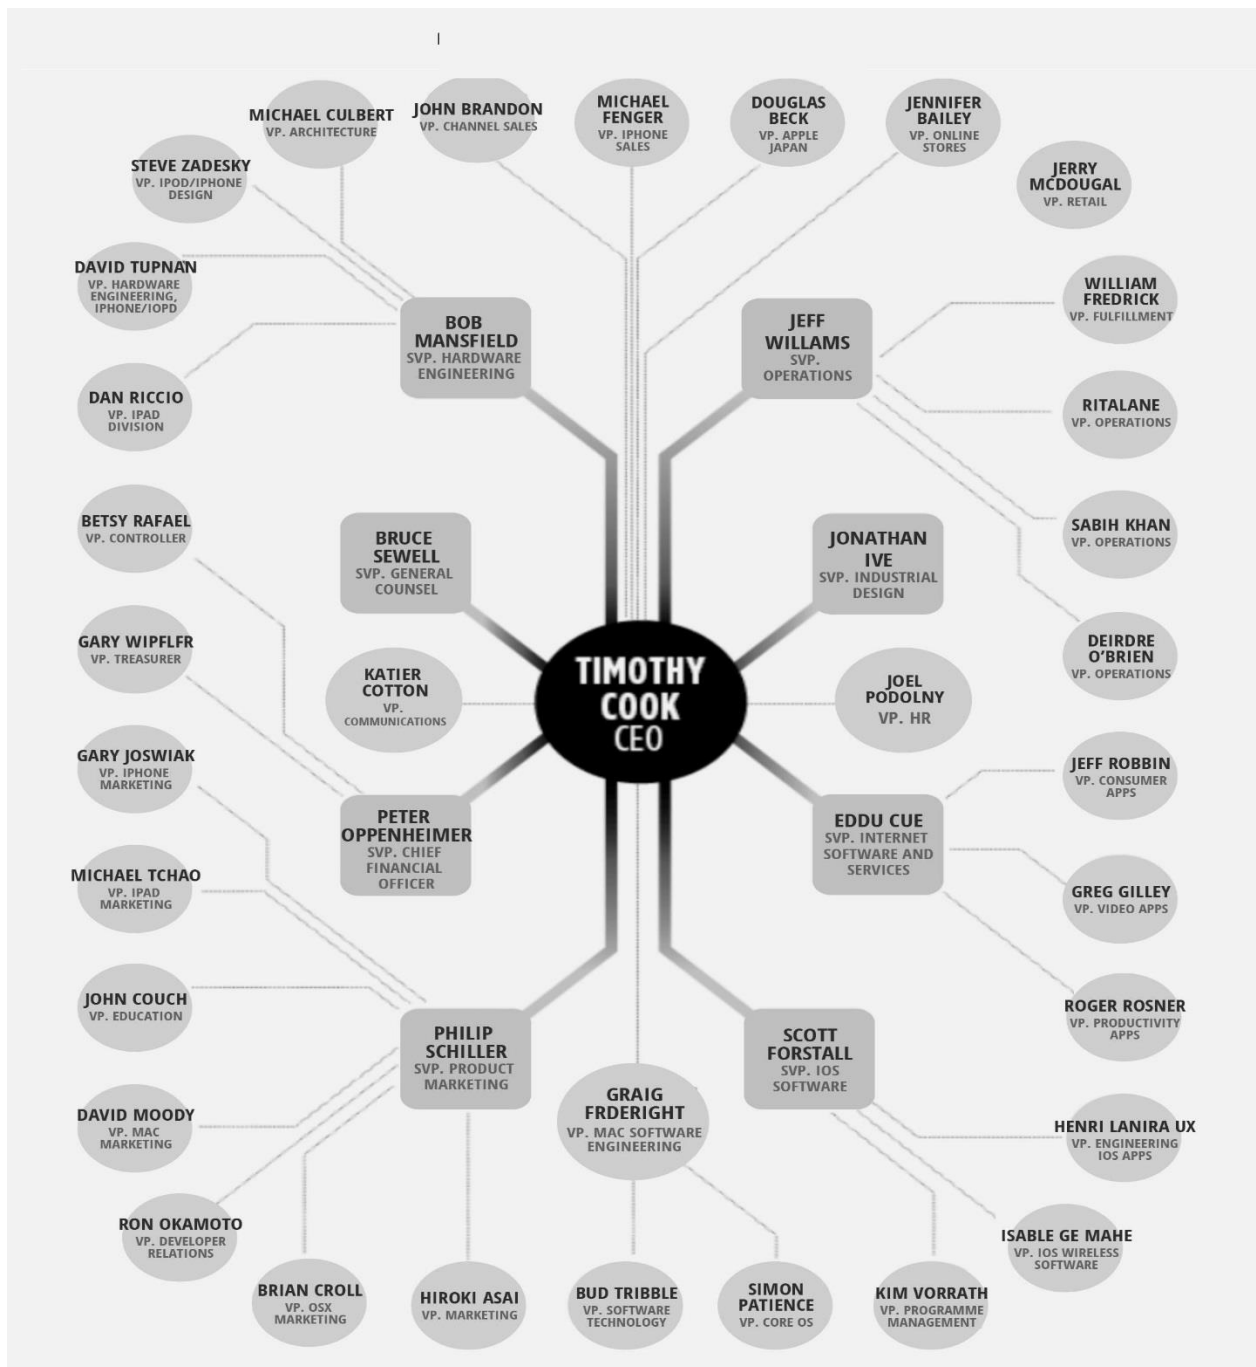 MICHAEL CULBERT
VP. ARCHITECTURE
JOHN BRANDON
VP. CHANNEL SALES
MICHAEL
FENGER
VP. IPHONE
SALES
DOUGLAS
BECK
VP. APPLE
JAPAN
JENNIFER
BAILEY
VP. ONLINE
STORES
STEVE ZADESKY
VP. IPOD/IPHONE
DESIGN
JERRY
MCDOUGAL
VP. RETAIL
DAVID TUPNAN
VP. HARDWARE
ENGINEERING,
IPHONE/IOPD
WILLIAM
FREDRICK
VP. FULFILLMENT
BOB
MANSFIELD
SVP. HARDWARE
ENGINEERING
JEFF
WILLAMS
SVP.
OPERATIONS
DAN RICCIO
VP. IPAD
DIVISION
RITALANE
VP. OPERATIONS
BETSY RAFAEL
VP. CONTROLLER
BRUCE
SEWELL
SVP. GENERAL
COUNSEL
JONATHAN
IVE
SVP. INDUSTRIAL
DESIGN
SABIH KHAN
VP. OPERATIONS
GARY WIPFLFR
VP. TREASURER
KATIER
COTTON
VP.
COMMUNICATIONS
TIMOTHY
COOK
CEO
JOEL
PODOLNY
VP. HR
DEIRDRE
O'BRIEN
VP. OPERATIONS
GARY JOSWIAK
VP. IPHONE
MARKETING
PETER
OPPENHEIMER
SVP. CHIEF
FINANCIAL
OFFICER
EDDU CUE
SVP. INTERNET
SOFTWARE AND
SERVICES
JEFF ROBBIN
VP. CONSUMER
APPS
MICHAEL TCHAO
VP. IPAD
MARKETING
GREG GILLEY
VP. VIDEO APPS
JOHN COUCH
VP. EDUCATION
PHILIP
SCHILLER
SVP. PRODUCT
MARKETING
SCOTT
FORSTALL
SVP. IOS
SOFTWARE
ROGER ROSNER
VP. PRODUCTIVITY
APPS
DAVID MOODY
VP. MAC
MARKETING
GRAIG
FRDERIGHT
VP. MAC SOFTWARE
ENGINEERING
HENRI LANIRA UX
VP. ENGINEERING
IOS APPS
RON OKAMOTO
VP. DEVELOPER
RELATIONS
ISABLE GE MAHE
VP. IOS WIRELESS
SOFTWARE
BRIAN CROLL
VP. OSX
MARKETING
HIROKI ASAI
VP. MARKETING
BUD TRIBBLE
VP. SOFTWARE
TECHNOLOGY
SIMON
PATIENCE
VP. CORE OS
KIM VORRATH
VP. PROGRAMME
MANAGEMENT